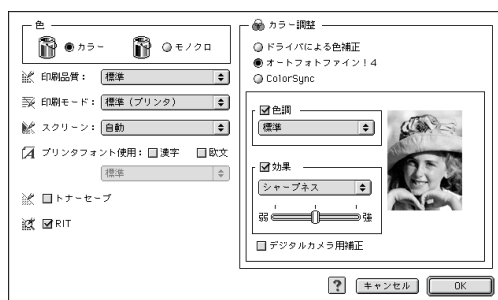 色
カラー
モノクロ
印刷品質：
標準
印刷モード：
標準（プリンタ）
スクリーン：
自動
プリンタフォント使用：
漢字
欧文
標準
トナーセーブ
RIT
カラー調整
ドライバによる色補正
オートフォトファイン！4
ColorSync
色調
標準
効果
シャープネス
弱
強
デジタルカメラ用補正
?
キャンセル
OK